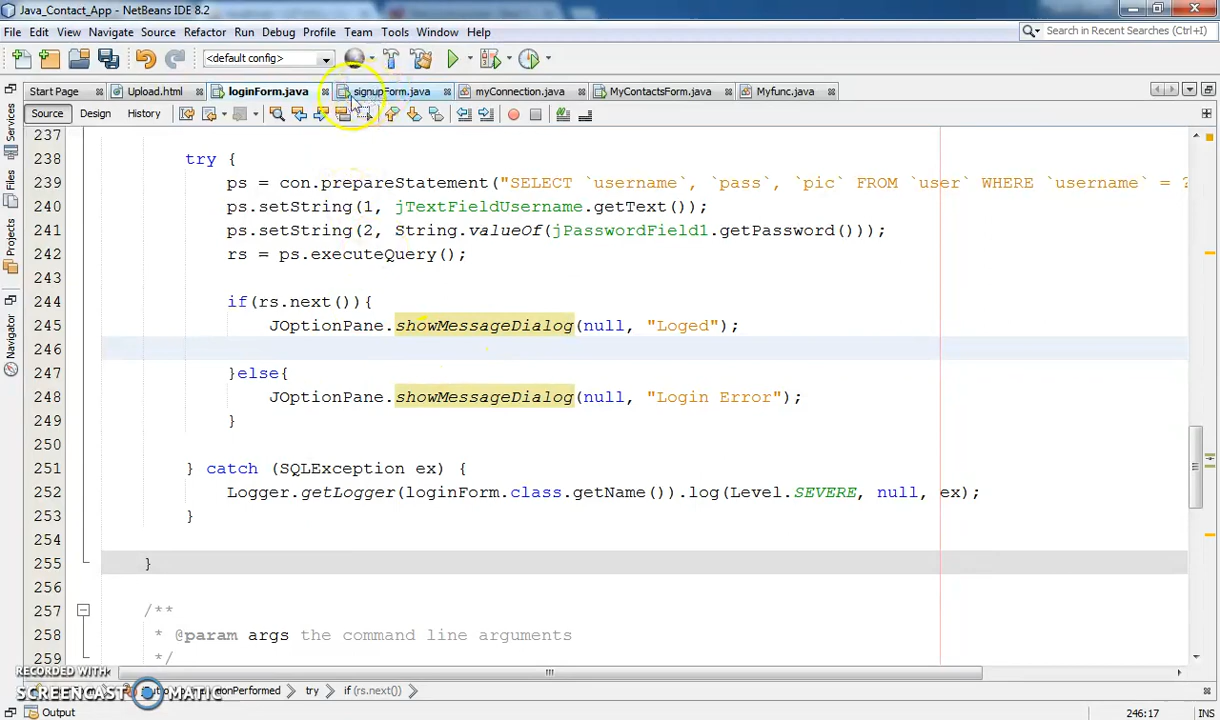 Java_Contact_App - NetBeans IDE 8.2
File Edit View Navigate Source Refactor Run Debug Profile Team Tools Window Help
Search in Recent Searches (Ctrl+I)
<default config>
Start Page Upload.html loginForm.java signupForm.java myConnection.java MyContactsForm.java Myfunc.java
Source Design History
Services
Files
Projects
Navigator
237
238 try {
239 ps = con.prepareStatement("SELECT `username`, `pass`, `pic` FROM `user` WHERE `username` = ?
240 ps.setString(1, jTextFieldUsername.getText());
241 ps.setString(2, String.valueOf(jPasswordField1.getPassword()));
242 rs = ps.executeQuery();
243
244 if(rs.next()){
245 JOptionPane.showMessageDialog(null, "Loged");
246
247 }else{
248 JOptionPane.showMessageDialog(null, "Login Error");
249 }
250
251 } catch (SQLException ex) {
252 Logger.getLogger(loginForm.class.getName()).log(Level.SEVERE, null, ex);
253 }
254
255 }
256
257 /**
258 * @param args the command line arguments
259 */
RECORDED WITH
SCREENCAST MATIC
onPerformed try if (rs.next())
Output 246:17 INS